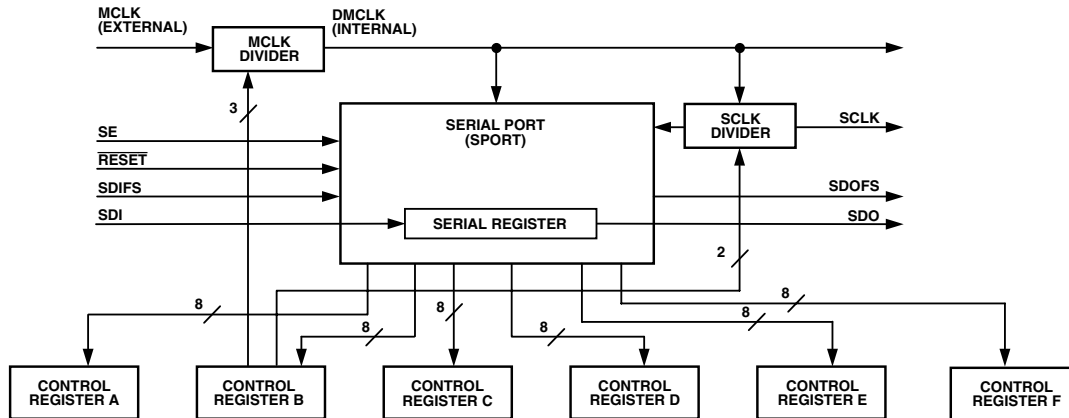 MCLK
(EXTERNAL)
DMCLK
(INTERNAL)
MCLK
DIVIDER
3
SERIAL PORT
(SPORT)
SCLK
DIVIDER
SCLK
SE
RESET
SDIFS
SDI
SERIAL REGISTER
SDOFS
SDO
2
8
8
8
8
8
8
CONTROL
REGISTER A
CONTROL
REGISTER B
CONTROL
REGISTER C
CONTROL
REGISTER D
CONTROL
REGISTER E
CONTROL
REGISTER F